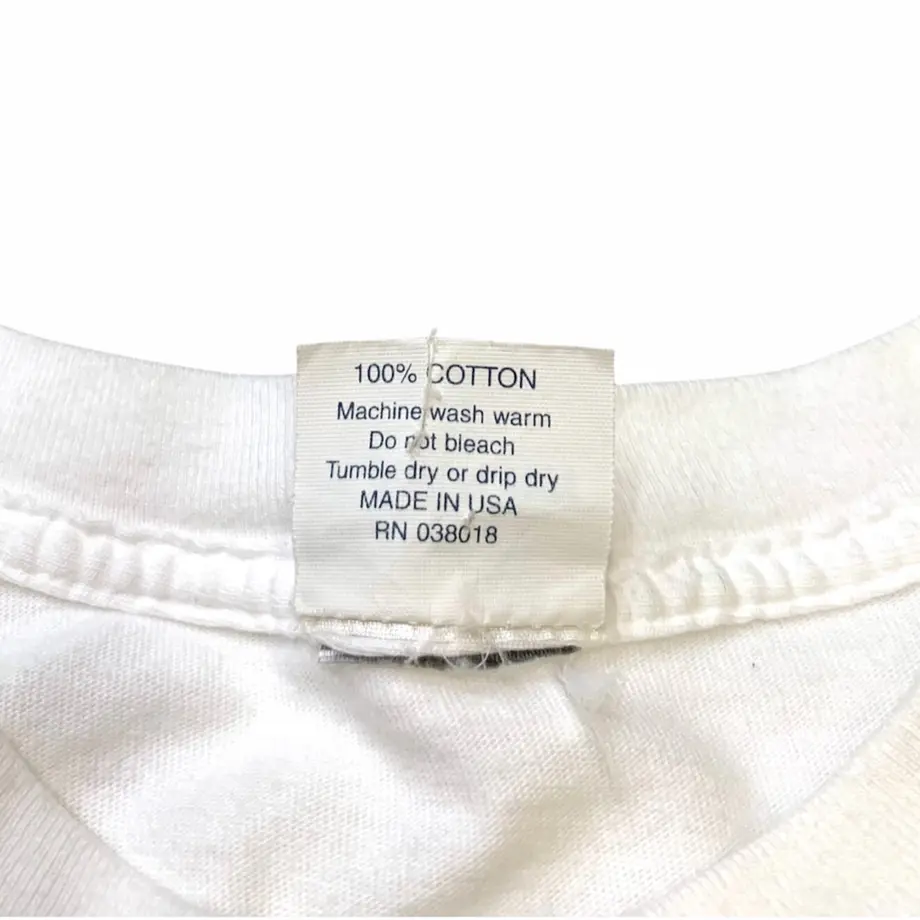 100% COTTON
Machine wash warm
Do not bleach
Tumble dry or drip dry
MADE IN USA
RN 038018